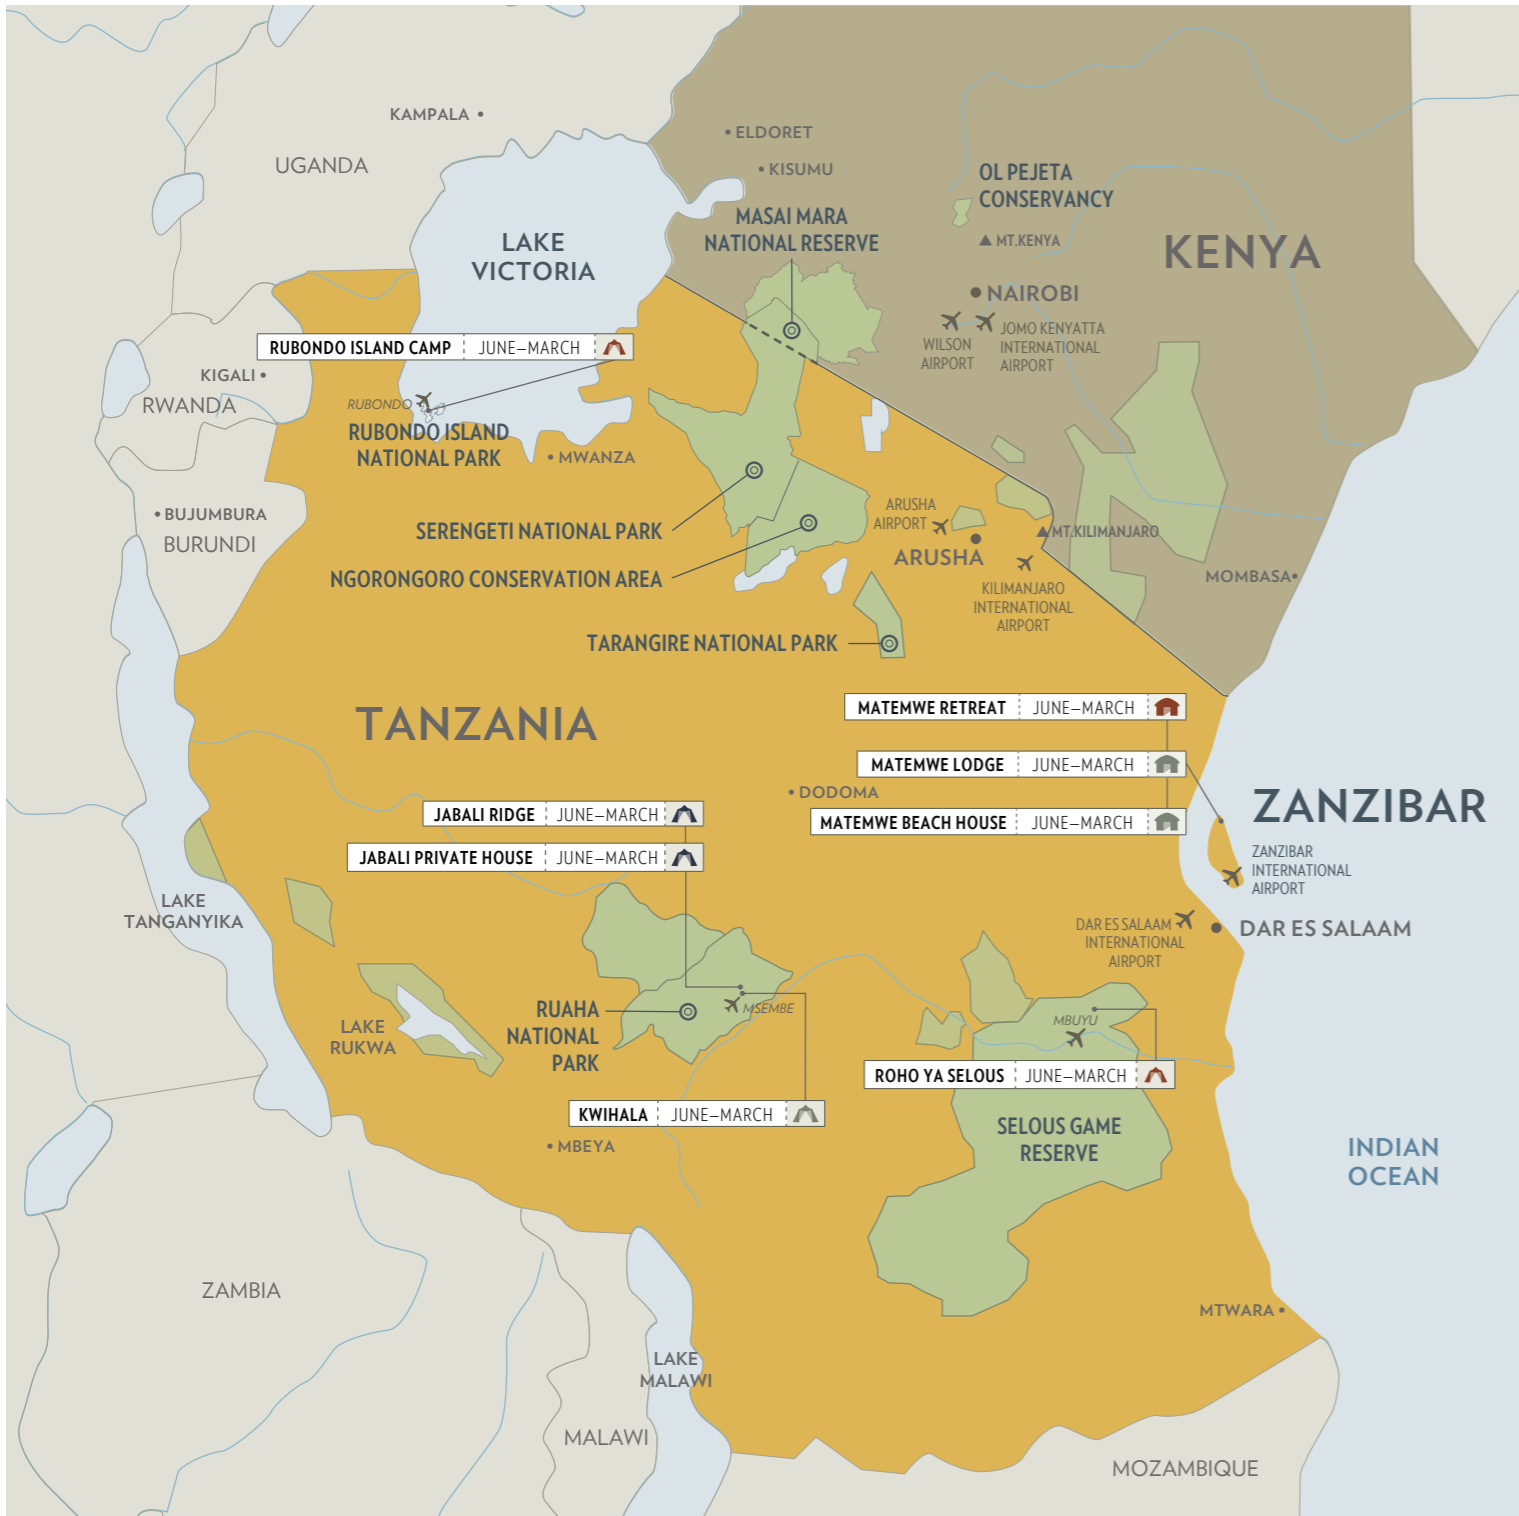 KAMPALA
UGANDA
ELDORET
KISUMU
OL PEJETA
CONSERVANCY
MASAI MARA
NATIONAL RESERVE
MT.KENYA
KENYA
LAKE
VICTORIA
NAIROBI
WILSON
AIRPORT
JOMO KENYATTA
INTERNATIONAL
AIRPORT
RUBONDO ISLAND CAMP JUNE–MARCH
KIGALI
RWANDA
RUBONDO
RUBONDO ISLAND
NATIONAL PARK
MWANZA
BUJUMBURA
BURUNDI
SERENGETI NATIONAL PARK
ARUSHA
AIRPORT
ARUSHA
MT.KILIMANJARO
NGORONGORO CONSERVATION AREA
KILIMANJARO
INTERNATIONAL
AIRPORT
MOMBASA
TARANGIRE NATIONAL PARK
TANZANIA
MATEMWE RETREAT JUNE–MARCH
MATEMWE LODGE JUNE–MARCH
MATEMWE BEACH HOUSE JUNE–MARCH
DODOMA
ZANZIBAR
ZANZIBAR
INTERNATIONAL
AIRPORT
JABALI RIDGE JUNE–MARCH
JABALI PRIVATE HOUSE JUNE–MARCH
LAKE
TANGANYIKA
DAR ES SALAAM
INTERNATIONAL
AIRPORT
DAR ES SALAAM
RUAHA
NATIONAL
PARK
MSEMBE
LAKE
RUKWA
MBUYU
ROHO YA SELOUS JUNE–MARCH
KWIHALA JUNE–MARCH
SELOUS GAME
RESERVE
MBEYA
INDIAN
OCEAN
ZAMBIA
MTWARA
LAKE
MALAWI
MALAWI
MOZAMBIQUE